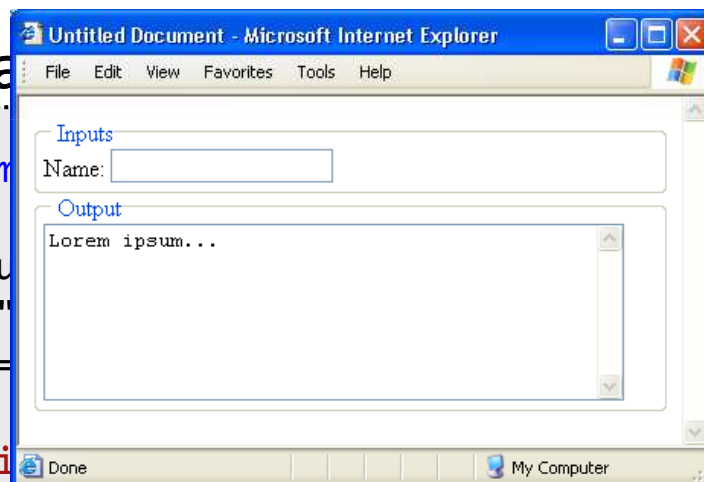 Untitled Document - Microsoft Internet Explorer
File Edit View Favorites Tools Help
Inputs
Name:
Output
Lorem ipsum...
Done My Computer